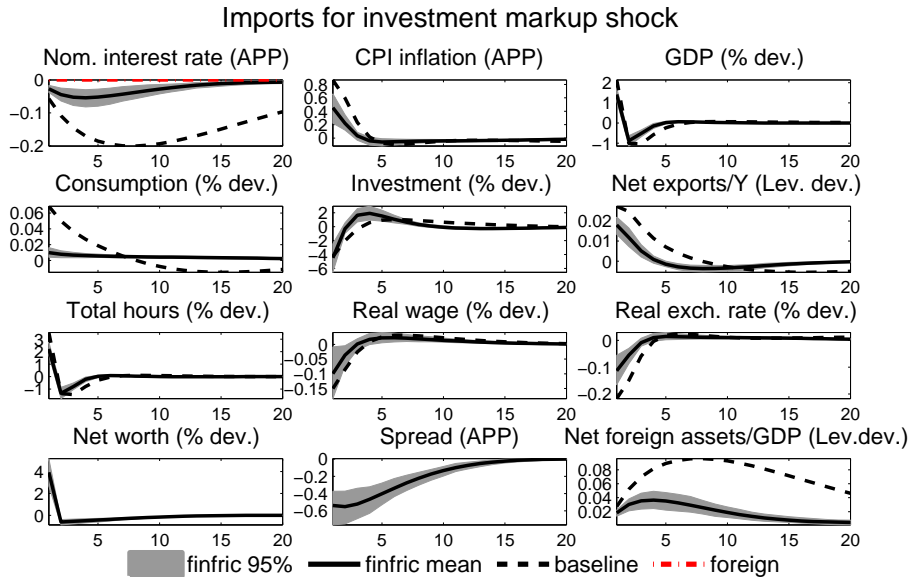 Imports for investment markup shock
Nom. interest rate (APP) CPI inflation (APP) GDP (% dev.)
0 −0.1 −0.2 5 10 15 20
0.8 0.6 0.4 0.2 0 5 10 15 20
2 1 0 −1 5 10 15 20
Consumption (% dev.) Investment (% dev.) Net exports/Y (Lev. dev.)
0.06 0.04 0.02 0 5 10 15 20
2 0 −2 −4 −6 5 10 15 20
0.02 0.01 0 5 10 15 20
Total hours (% dev.) Real wage (% dev.) Real exch. rate (% dev.)
3 2 1 0 −1 5 10 15 20
−0.05 −0.1 −0.15 5 10 15 20
0 −0.1 −0.2 5 10 15 20
Net worth (% dev.) Spread (APP) Net foreign assets/GDP (Lev.dev.)
4 2 0 5 10 15 20
0 −0.2 −0.4 −0.6 5 10 15 20
0.08 0.06 0.04 0.02 5 10 15 20
finfric 95% finfric mean baseline foreign